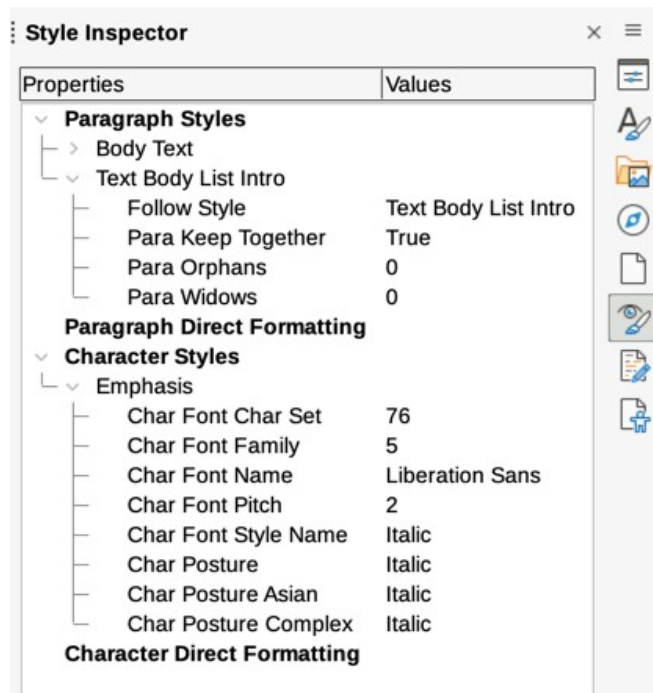 Style Inspector
Properties Values
Paragraph Styles
Body Text
Text Body List Intro
Follow Style Text Body List Intro
Para Keep Together True
Para Orphans 0
Para Widows 0
Paragraph Direct Formatting
Character Styles
Emphasis
Char Font Char Set 76
Char Font Family 5
Char Font Name Liberation Sans
Char Font Pitch 2
Char Font Style Name Italic
Char Posture Italic
Char Posture Asian Italic
Char Posture Complex Italic
Character Direct Formatting